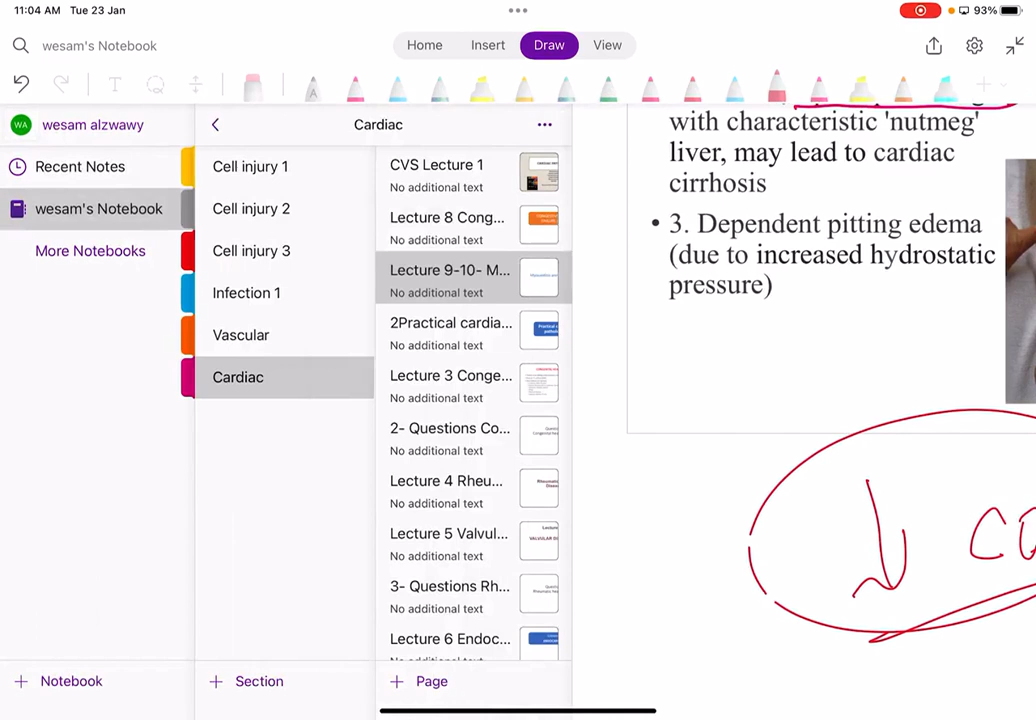 11:04 AM Tue 23 Jan
93%
wesam's Notebook
Home Insert Draw View
T
A
WA wesam alzwawy
Recent Notes
wesam's Notebook
More Notebooks
Cardiac
Cell injury 1
Cell injury 2
Cell injury 3
Infection 1
Vascular
Cardiac
CVS Lecture 1
No additional text
Lecture 8 Cong...
No additional text
Lecture 9-10- M...
No additional text
2Practical cardia...
No additional text
Lecture 3 Conge...
No additional text
2- Questions Co...
No additional text
Lecture 4 Rheu...
No additional text
Lecture 5 Valvul...
No additional text
3- Questions Rh...
No additional text
Lecture 6 Endoc...
+ Notebook
+ Section
+ Page
with characteristic 'nutmeg'
liver, may lead to cardiac
cirrhosis
• 3. Dependent pitting edema
(due to increased hydrostatic
pressure)
↓ CO